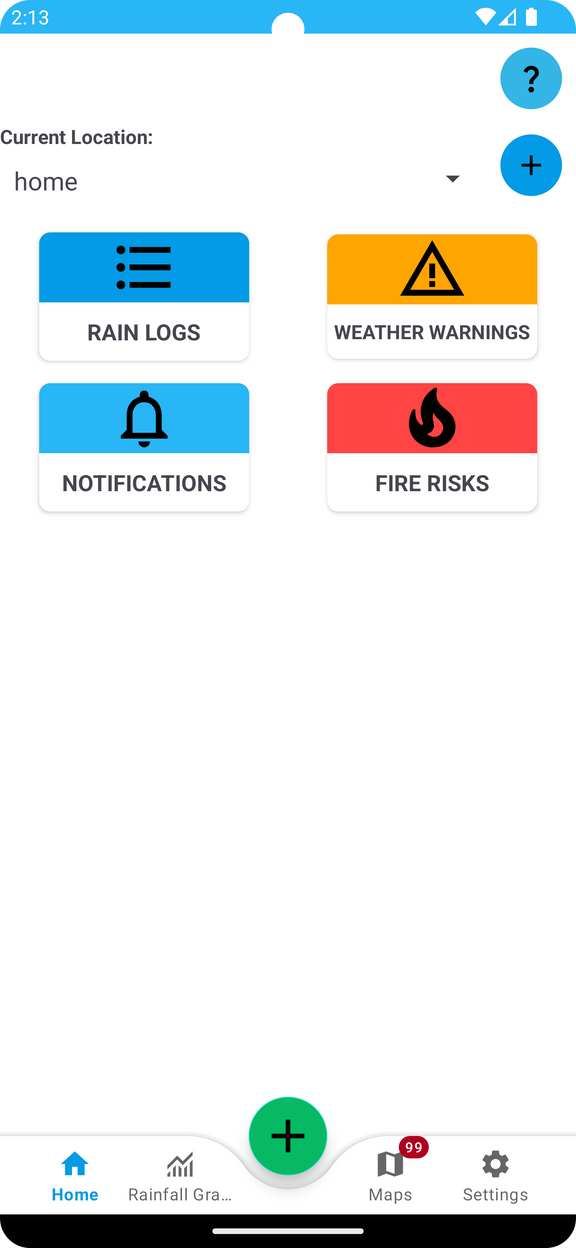 2:13
?
Current Location:
+
home
RAIN LOGS
WEATHER WARNINGS
NOTIFICATIONS
FIRE RISKS
+
99
Home
Rainfall Gra...
Maps
Settings